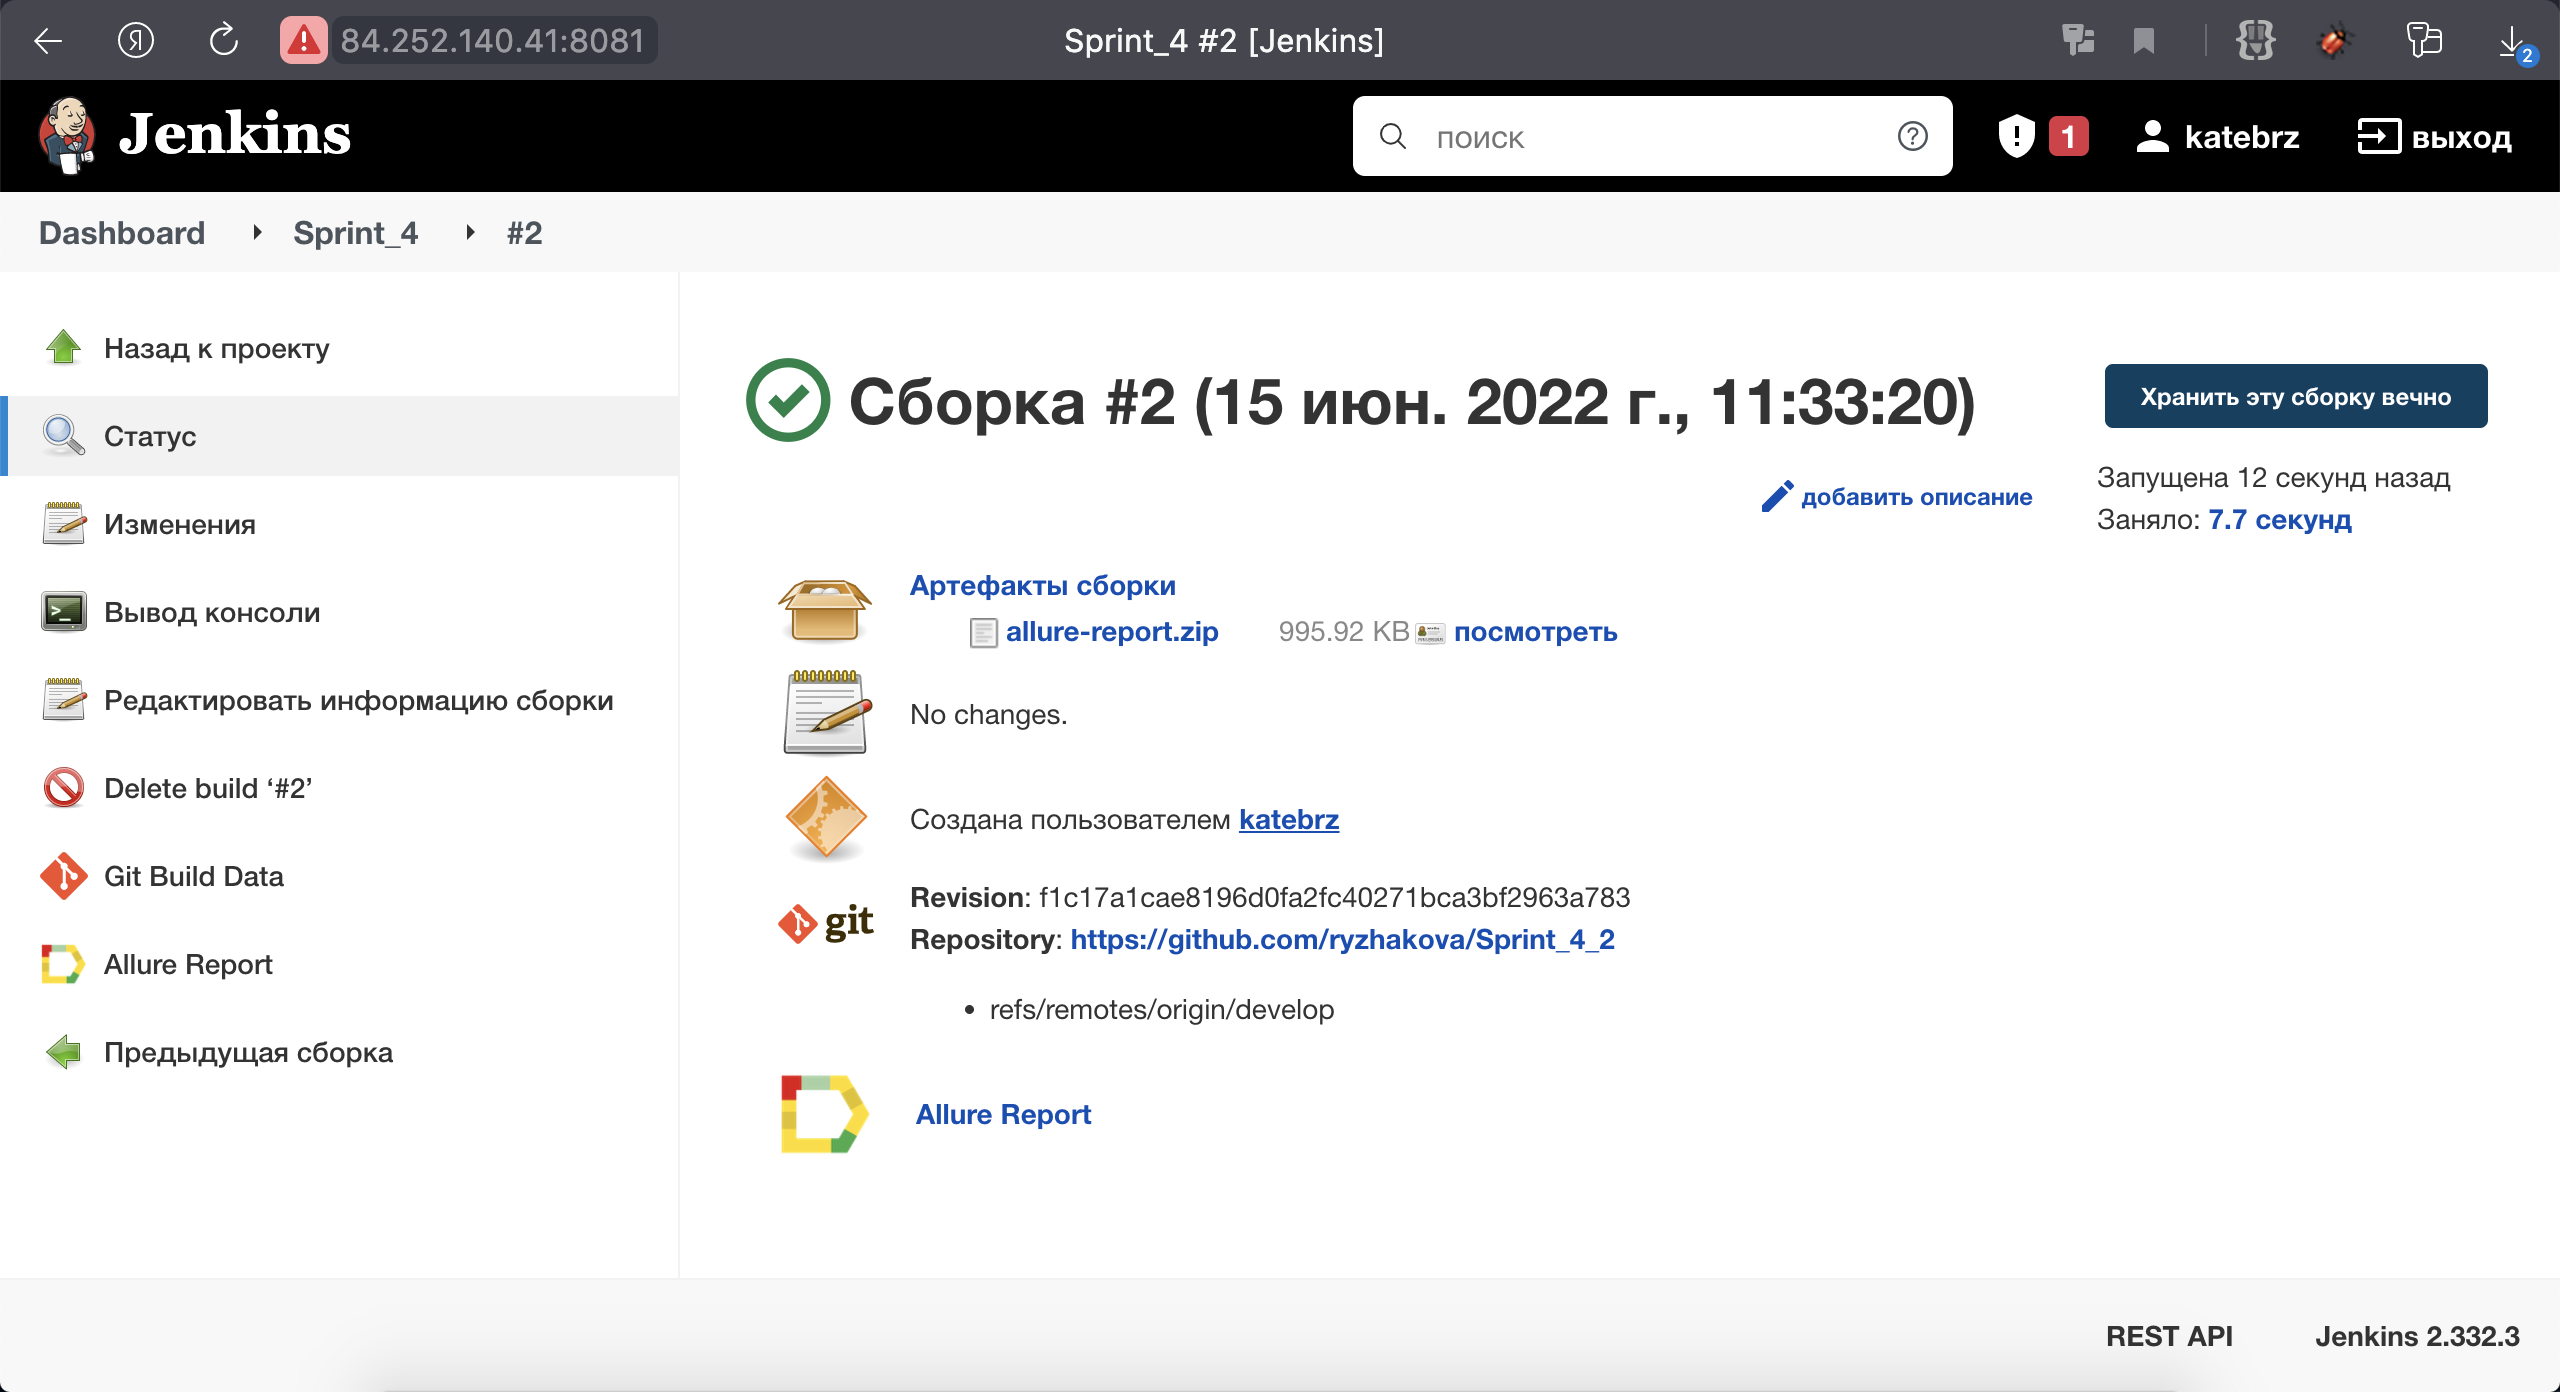 Я
84.252.140.41:8081
Sprint_4 #2 [Jenkins]
2
Jenkins
поиск
1
katebrz
выход
Dashboard
Sprint_4
#2
Назад к проекту
Статус
Изменения
Вывод консоли
Редактировать информацию сборки
Delete build ‘#2’
Git Build Data
Allure Report
Предыдущая сборка
Сборка #2 (15 июн. 2022 г., 11:33:20)
Хранить эту сборку вечно
добавить описание
Запущена 12 секунд назад
Заняло: 7.7 секунд
Артефакты сборки
allure-report.zip 995.92 KB посмотреть
No changes.
Создана пользователем katebrz
git
Revision: f1c17a1cae8196d0fa2fc40271bca3bf2963a783
Repository: https://github.com/ryzhakova/Sprint_4_2
• refs/remotes/origin/develop
Allure Report
REST API
Jenkins 2.332.3